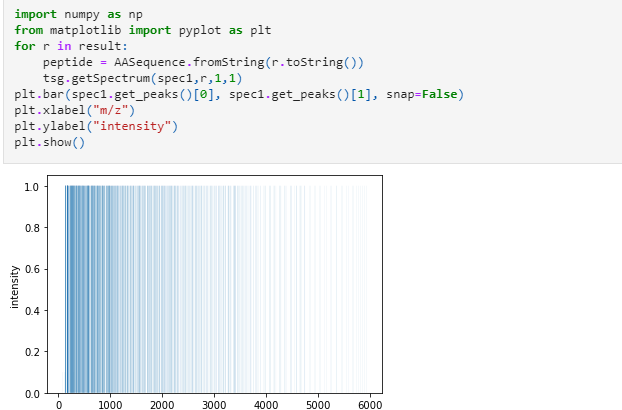 import numpy as np
from matplotlib import pyplot as plt
for r in result:
    peptide = AASequence.fromString(r.toString())
    tsg.getSpectrum(spec1,r,1,1)
plt.bar(spec1.get_peaks()[0], spec1.get_peaks()[1], snap=False)
plt.xlabel("m/z")
plt.ylabel("intensity")
plt.show()
1.0
0.8
0.6
intensity
0.4
0.2
0.0
0 1000 2000 3000 4000 5000 6000